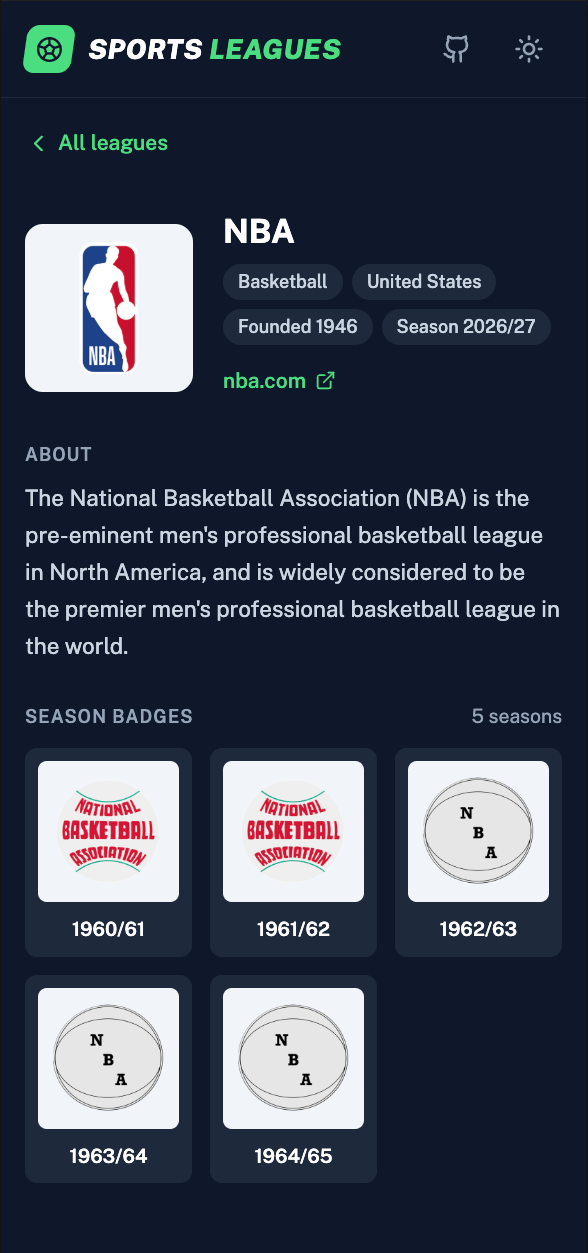 SPORTS LEAGUES
All leagues
NBA
NBA
Basketball
United States
Founded 1946
Season 2026/27
nba.com
ABOUT
The National Basketball Association (NBA) is the
pre-eminent men's professional basketball league
in North America, and is widely considered to be
the premier men's professional basketball league in
the world.
SEASON BADGES
5 seasons
NATIONAL
BASKETBALL
ASSOCIATION
1960/61
NATIONAL
BASKETBALL
ASSOCIATION
1961/62
N
B
A
1962/63
N
B
A
1963/64
N
B
A
1964/65